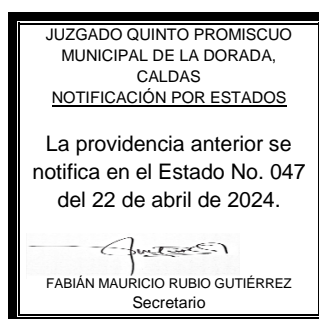 JUZGADO QUINTO PROMISCUO
MUNICIPAL DE LA DORADA,
CALDAS
NOTIFICACIÓN POR ESTADOS
La providencia anterior se
notifica en el Estado No. 047
del 22 de abril de 2024.
FABIÁN MAURICIO RUBIO GUTIÉRREZ
Secretario